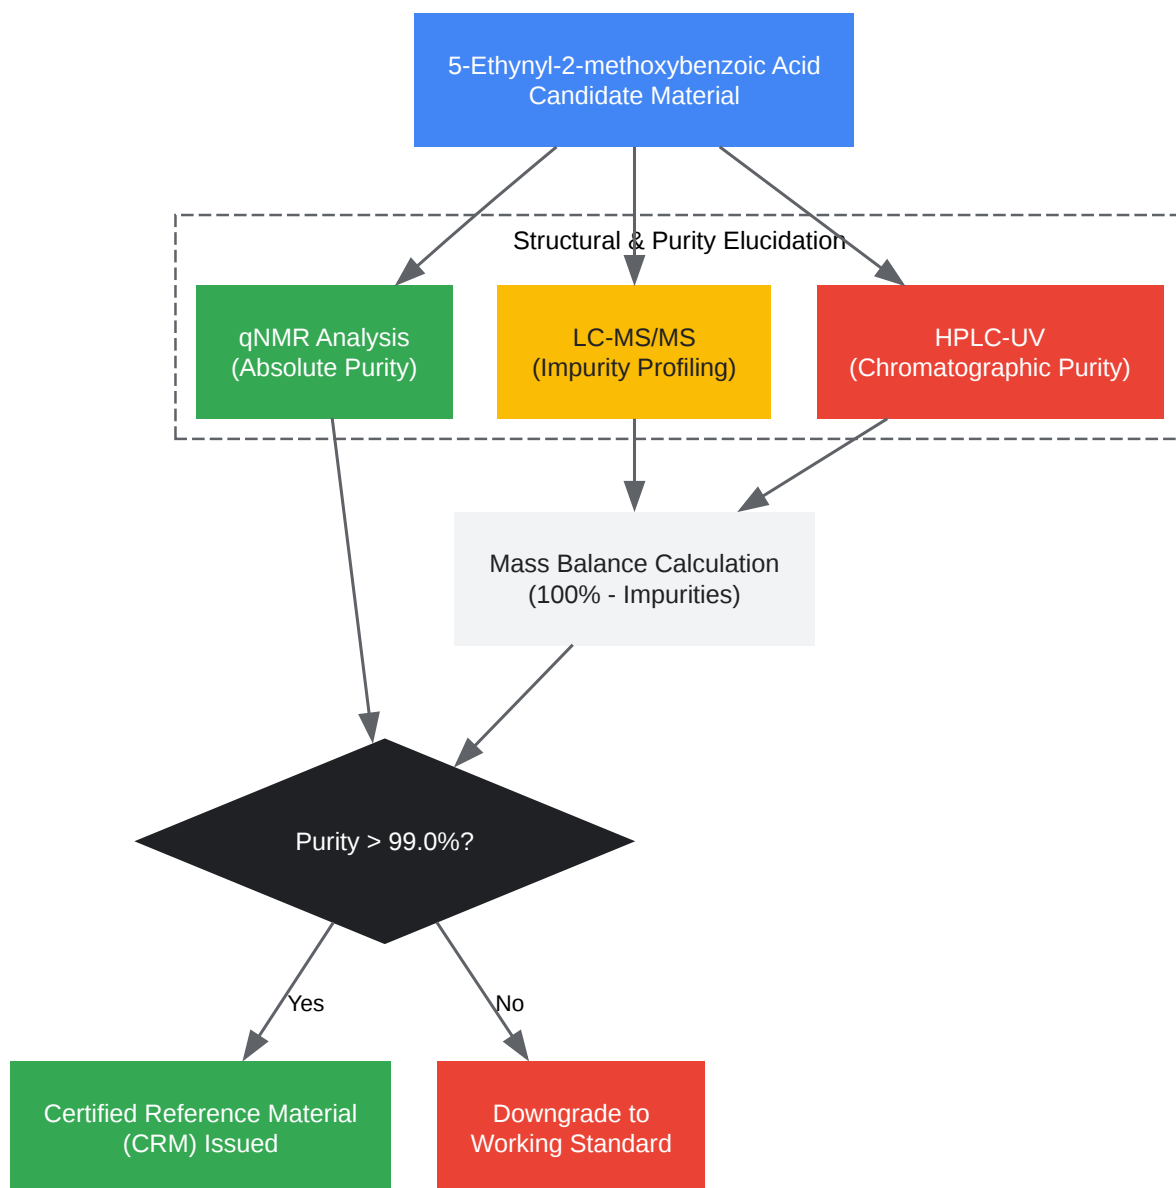 5-Ethynyl-2-methoxybenzoic Acid
Candidate Material
Structural & Purity Elucidation
qNMR Analysis
(Absolute Purity)
LC-MS/MS
(Impurity Profiling)
HPLC-UV
(Chromatographic Purity)
Mass Balance Calculation
(100% - Impurities)
Purity > 99.0%?
Yes
No
Certified Reference Material
(CRM) Issued
Downgrade to
Working Standard